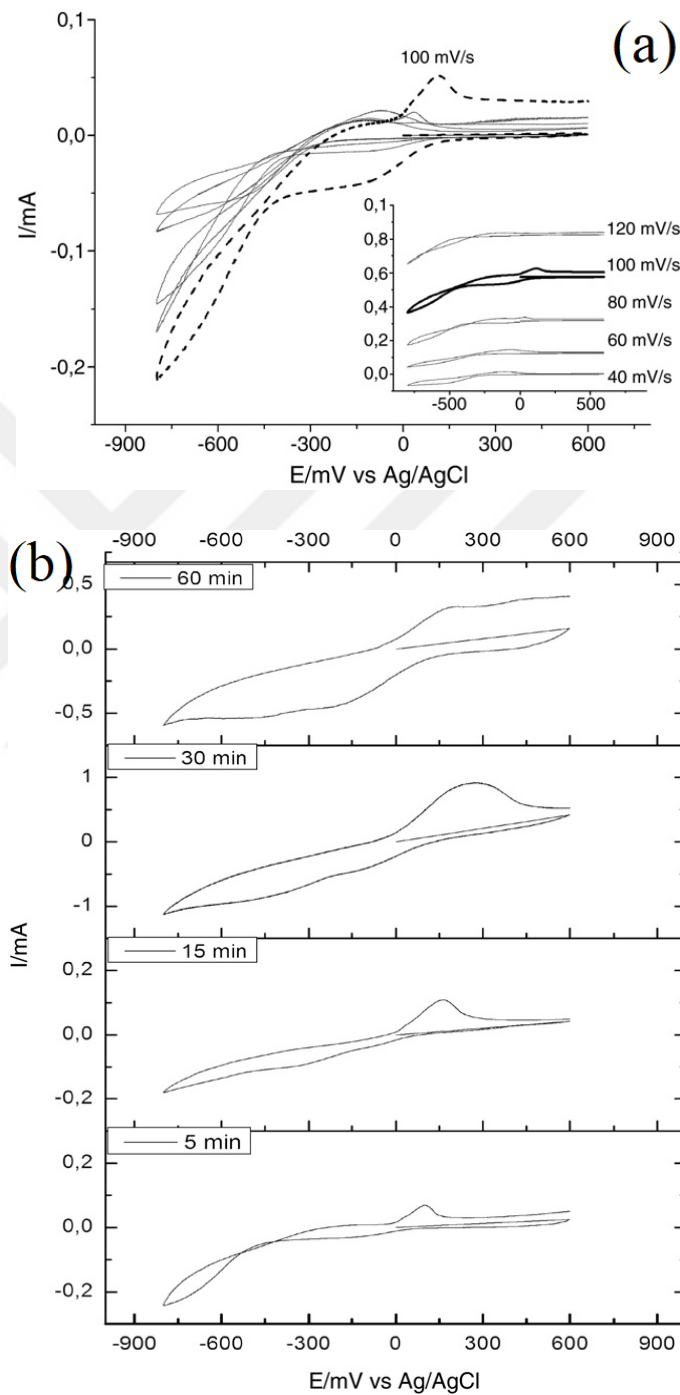 (a)
100 mV/s
0,1
0,0
-0,1
-0,2
I/mA
-900 -600 -300 0 300 600
E/mV vs Ag/AgCl
0,1
0,8
0,6
0,4
0,2
0,0
-500 0 500
120 mV/s
100 mV/s
80 mV/s
60 mV/s
40 mV/s
(b)
-900 -600 -300 0 300 600 900
60 min
0,5
0,0
-0,5
30 min
1
0
-1
15 min
0,2
0,0
-0,2
5 min
0,2
0,0
-0,2
I/mA
-900 -600 -300 0 300 600 900
E/mV vs Ag/AgCl